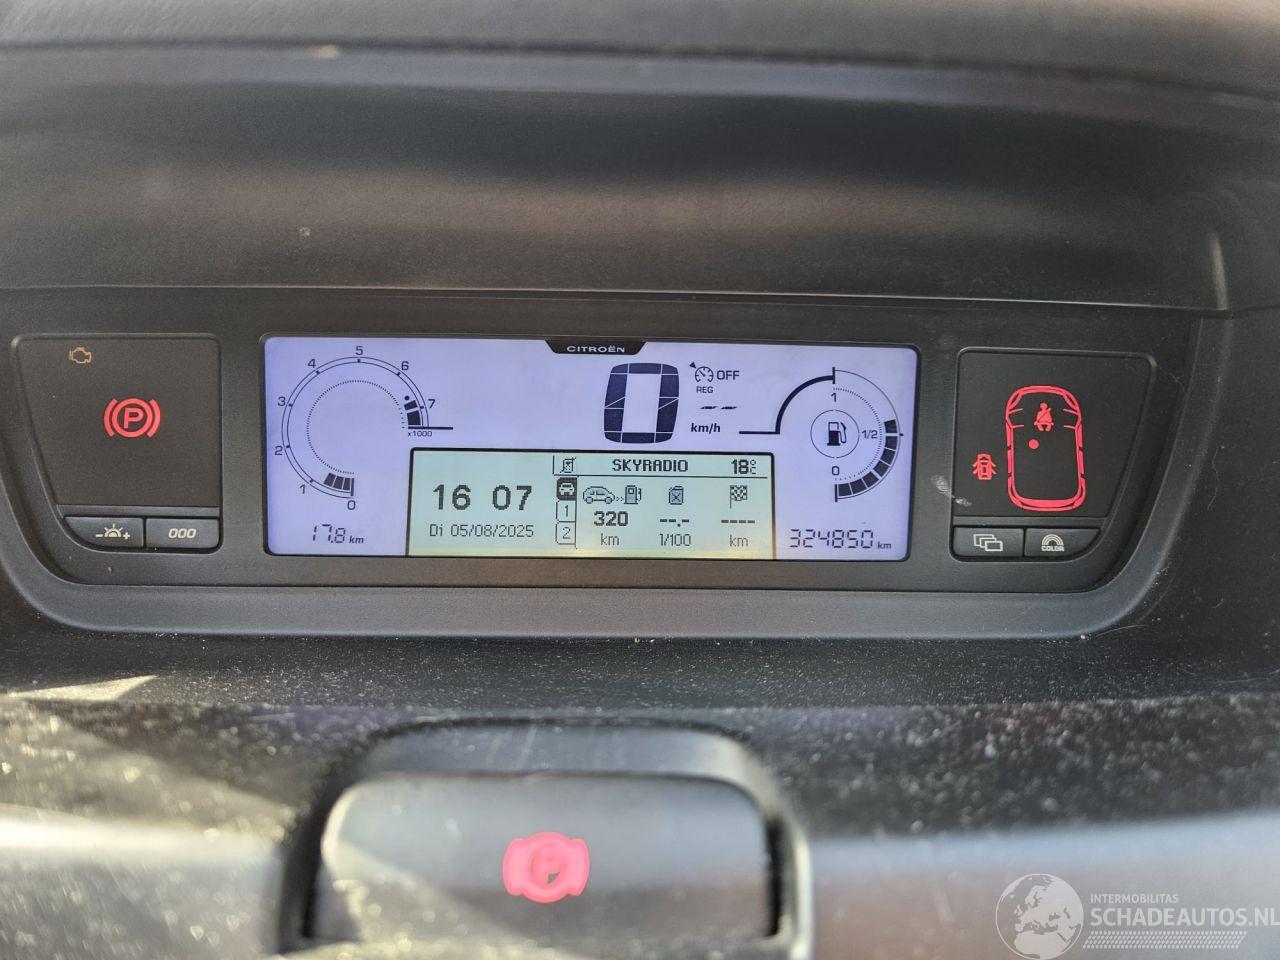 CITROËN
4 5 6
3 7
2
1 0
x1000
17.8 km
0
km/h
REG OFF
-- --
1
1/2
0
SKYRADIO 18°C
16 07
Di 05/08/2025
1
2
320
km
--.-
1/100
----
km
324850 km
P
000
COLOR
P
INTERMOBILITAS
SCHADEAUTOS.NL